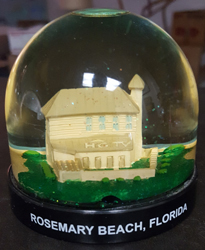 ROSEMARY BEACH, FLORIDA